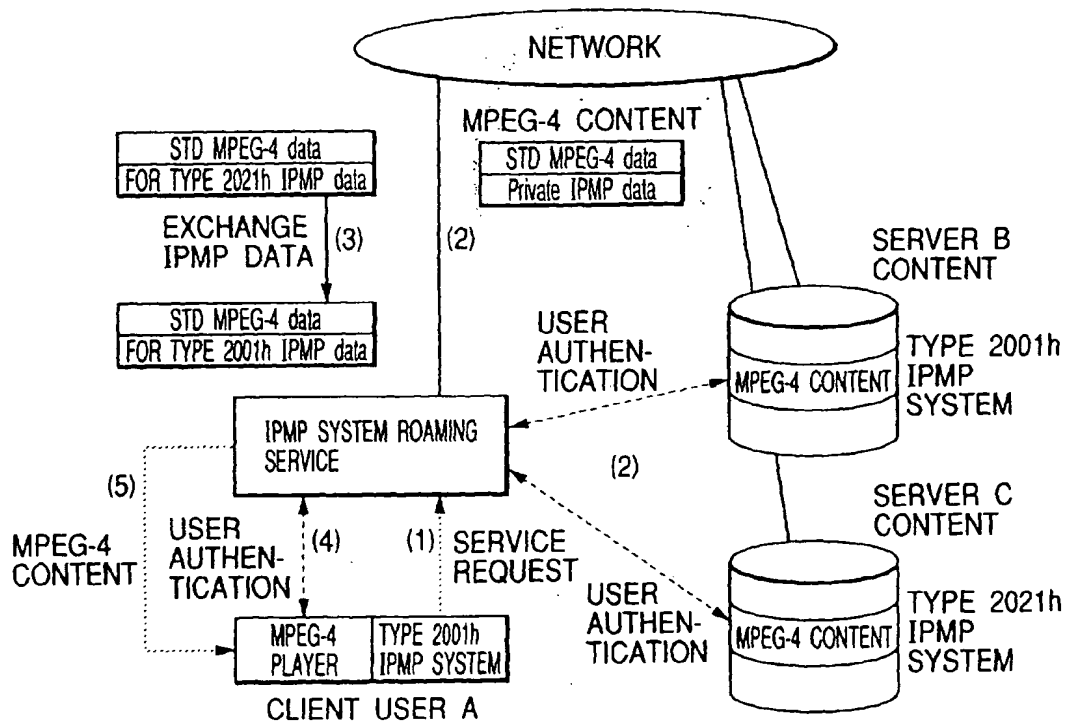 NETWORK
MPEG-4 CONTENT
STD MPEG-4 data
Private IPMP data
STD MPEG-4 data
FOR TYPE 2021h IPMP data
EXCHANGE
IPMP DATA
(3)
(2)
STD MPEG-4 data
FOR TYPE 2001h IPMP data
SERVER B
CONTENT
USER
AUTHEN-
TICATION
MPEG-4 CONTENT
TYPE 2001h
IPMP
SYSTEM
IPMP SYSTEM ROAMING
SERVICE
(2)
(5)
MPEG-4
CONTENT
USER
AUTHEN-
TICATION
(4)
(1)
SERVICE
REQUEST
SERVER C
CONTENT
USER
AUTHEN-
TICATION
MPEG-4 CONTENT
TYPE 2021h
IPMP
SYSTEM
MPEG-4
PLAYER
TYPE 2001h
IPMP SYSTEM
CLIENT USER A